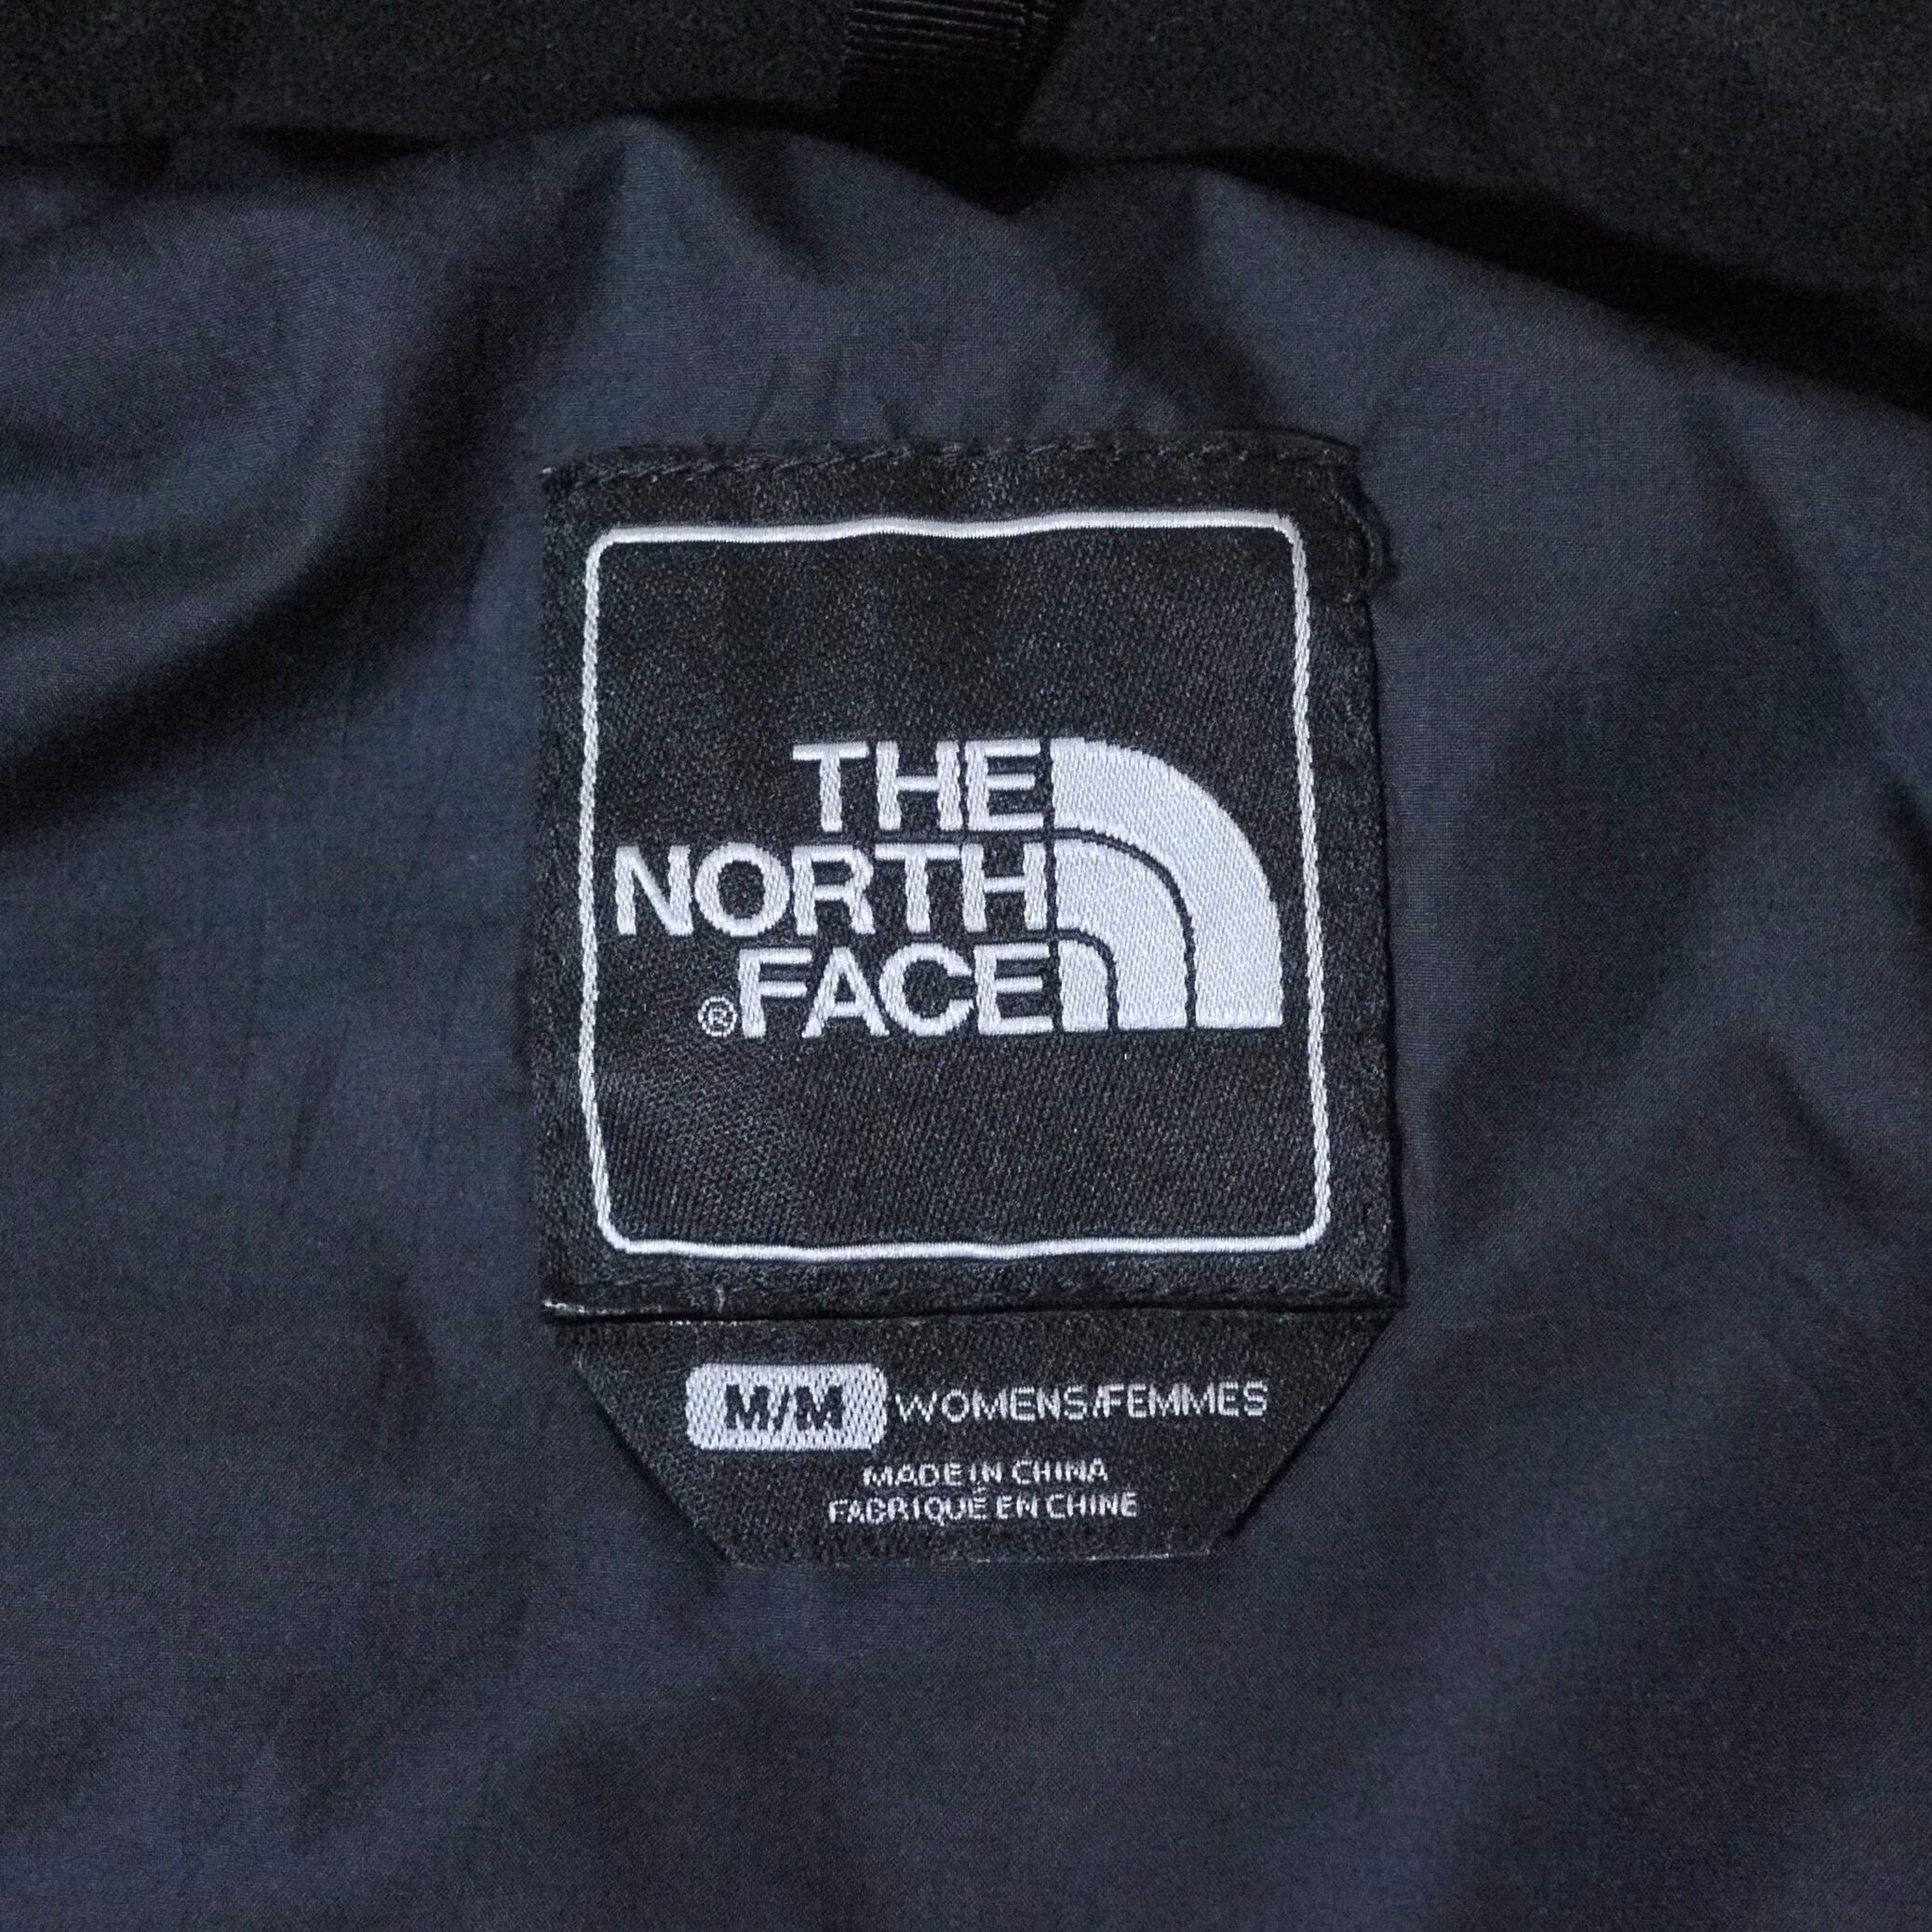 THE
NORTH
® FACE
M/M WOMENS/FEMMES
MADE IN CHINA
FABRIQUÉ EN CHINE